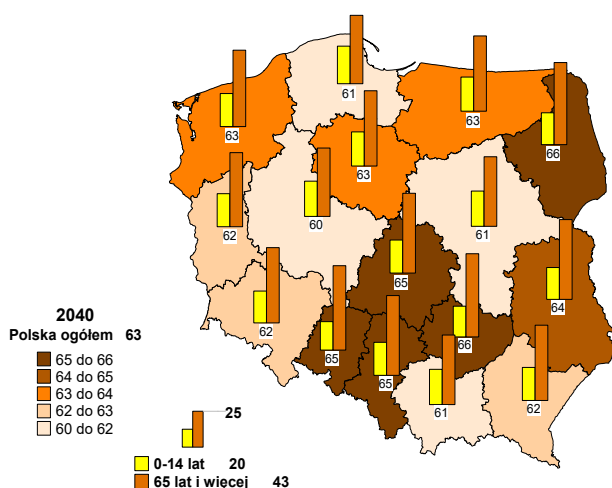 61
63
63
66
63
60
61
62
65
64
62
66
65
65
61
62
2040
Polska ogółem 63
65 do 66
64 do 65
63 do 64
62 do 63
60 do 62
25
0-14 lat 20
65 lat i więcej 43